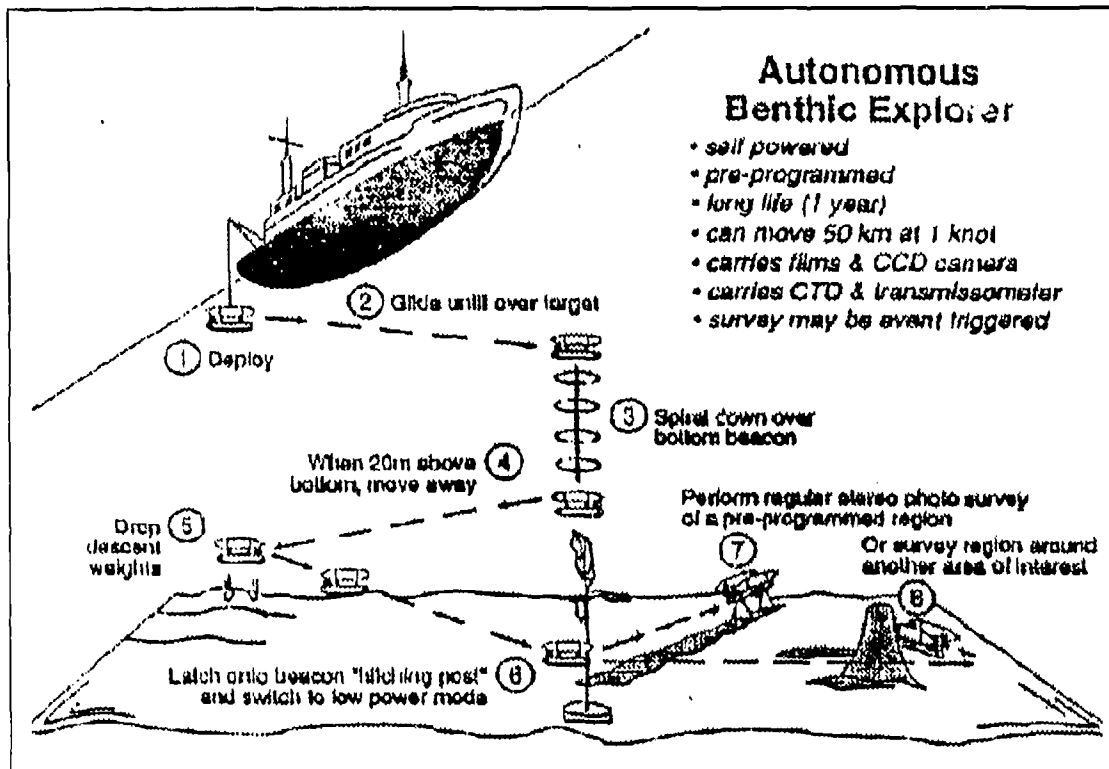 Autonomous
Benthic Explorer
• self powered
• pre-programmed
• long life (1 year)
• can move 50 km at 1 knot
• carries films & CCD camera
• carries CTD & transmissometer
• survey may be event triggered
2 Glide untill over target
1 Deploy
3 Spiral down over
bottom beacon
When 20m above 4
bottom, move away
Perform regular stereo photo survey
of a pre-programmed region
7
Drop 5
descent
weights
Or survey region around
another area of interest
8
Latch onto beacon "hitching post" 6
and switch to low power mode